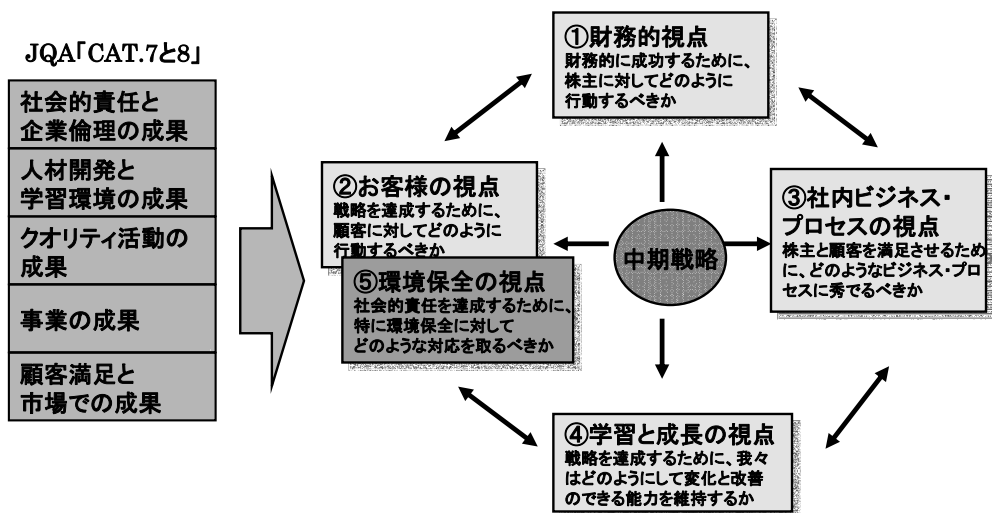 JQA「CAT.7と8」
社会的責任と
企業倫理の成果
人材開発と
学習環境の成果
クオリティ活動の
成果
事業の成果
顧客満足と
市場での成果
①財務的視点
財務的に成功するために、
株主に対してどのように
行動するべきか
②お客様の視点
戦略を達成するために、
顧客に対してどのように
行動するべきか
⑤環境保全の視点
社会的責任を達成するために、
特に環境保全に対して
どのような対応を取るべきか
中期戦略
③社内ビジネス・
プロセスの視点
株主と顧客を満足させるため
に、どのようなビジネス・プロ
セスに秀でるべきか
④学習と成長の視点
戦略を達成するために、我々
はどのようにして変化と改善
のできる能力を維持するか